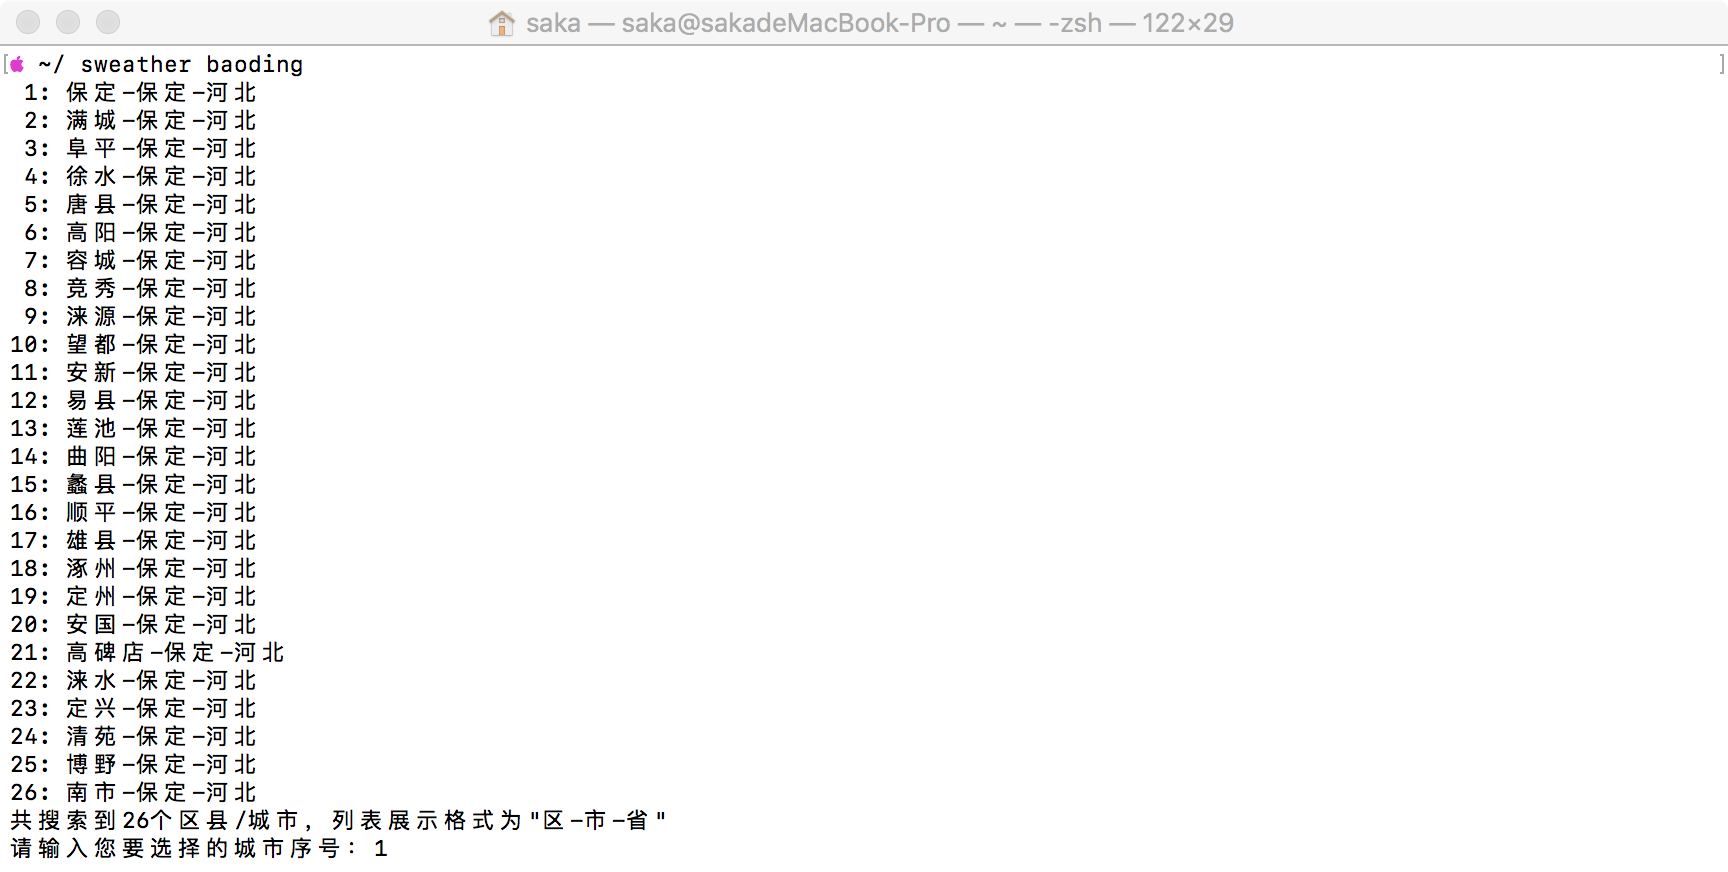 saka — saka@sakadeMacBook-Pro — ~ — -zsh — 122×29
~/ sweather baoding
1: 保定-保定-河北
2: 满城-保定-河北
3: 阜平-保定-河北
4: 徐水-保定-河北
5: 唐县-保定-河北
6: 高阳-保定-河北
7: 容城-保定-河北
8: 竞秀-保定-河北
9: 涞源-保定-河北
10: 望都-保定-河北
11: 安新-保定-河北
12: 易县-保定-河北
13: 莲池-保定-河北
14: 曲阳-保定-河北
15: 蠡县-保定-河北
16: 顺平-保定-河北
17: 雄县-保定-河北
18: 涿州-保定-河北
19: 定州-保定-河北
20: 安国-保定-河北
21: 高碑店-保定-河北
22: 涞水-保定-河北
23: 定兴-保定-河北
24: 清苑-保定-河北
25: 博野-保定-河北
26: 南市-保定-河北
共搜索到26个区县/城市, 列表展示格式为"区-市-省"
请输入您要选择的城市序号: 1